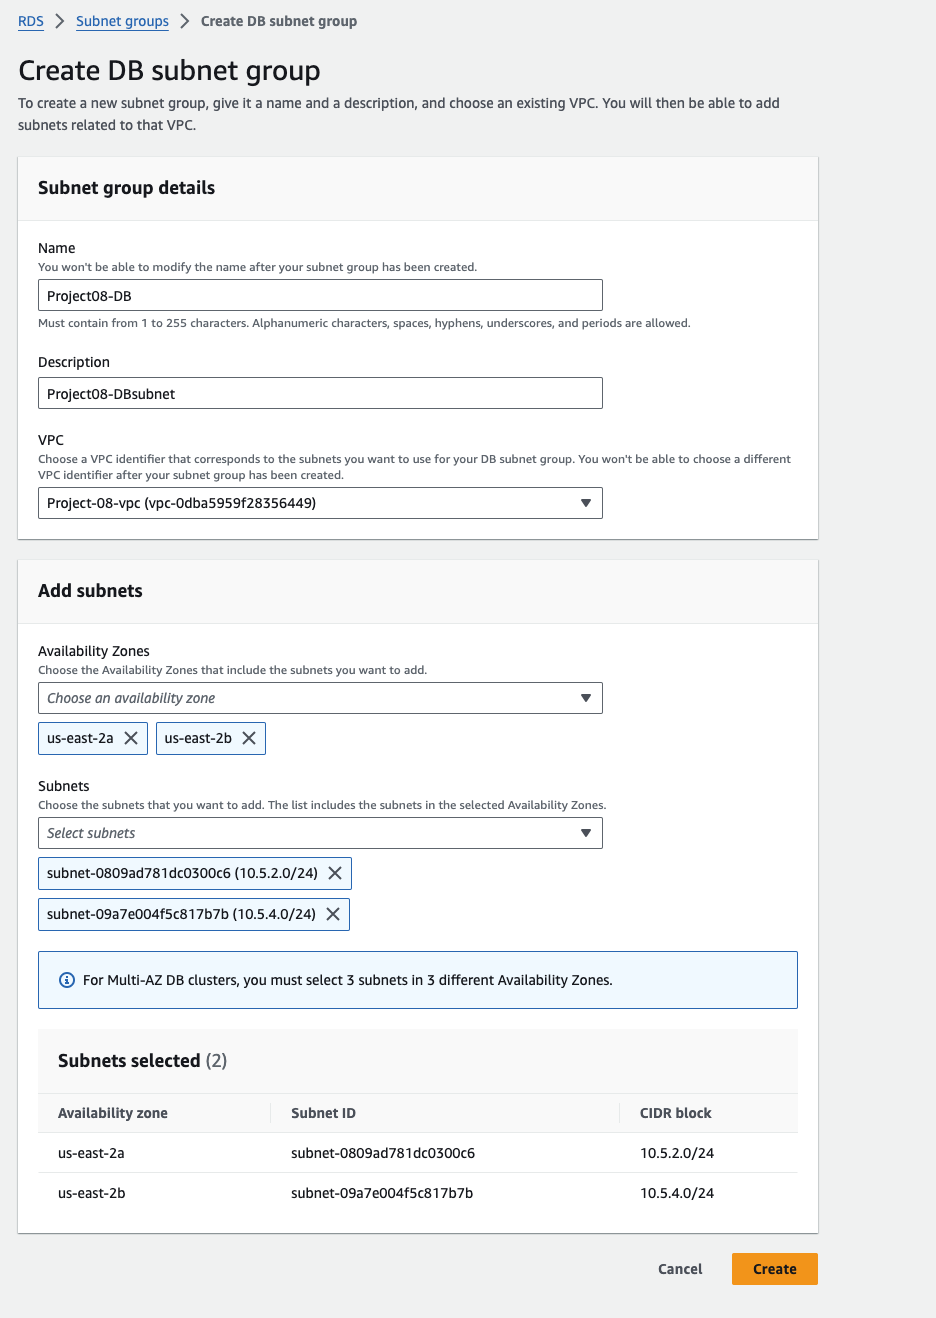 RDS > Subnet groups > Create DB subnet group
Create DB subnet group
To create a new subnet group, give it a name and a description, and choose an existing VPC. You will then be able to add
subnets related to that VPC.
Subnet group details
Name
You won't be able to modify the name after your subnet group has been created.
Project08-DB
Must contain from 1 to 255 characters. Alphanumeric characters, spaces, hyphens, underscores, and periods are allowed.
Description
Project08-DBsubnet
VPC
Choose a VPC identifier that corresponds to the subnets you want to use for your DB subnet group. You won't be able to choose a different
VPC identifier after your subnet group has been created.
Project-08-vpc (vpc-0dba5959f28356449)
Add subnets
Availability Zones
Choose the Availability Zones that include the subnets you want to add.
Choose an availability zone
us-east-2a us-east-2b
Subnets
Choose the subnets that you want to add. The list includes the subnets in the selected Availability Zones.
Select subnets
subnet-0809ad781dc0300c6 (10.5.2.0/24)
subnet-09a7e004f5c817b7b (10.5.4.0/24)
For Multi-AZ DB clusters, you must select 3 subnets in 3 different Availability Zones.
Subnets selected (2)
Availability zone Subnet ID CIDR block
us-east-2a subnet-0809ad781dc0300c6 10.5.2.0/24
us-east-2b subnet-09a7e004f5c817b7b 10.5.4.0/24
Cancel Create